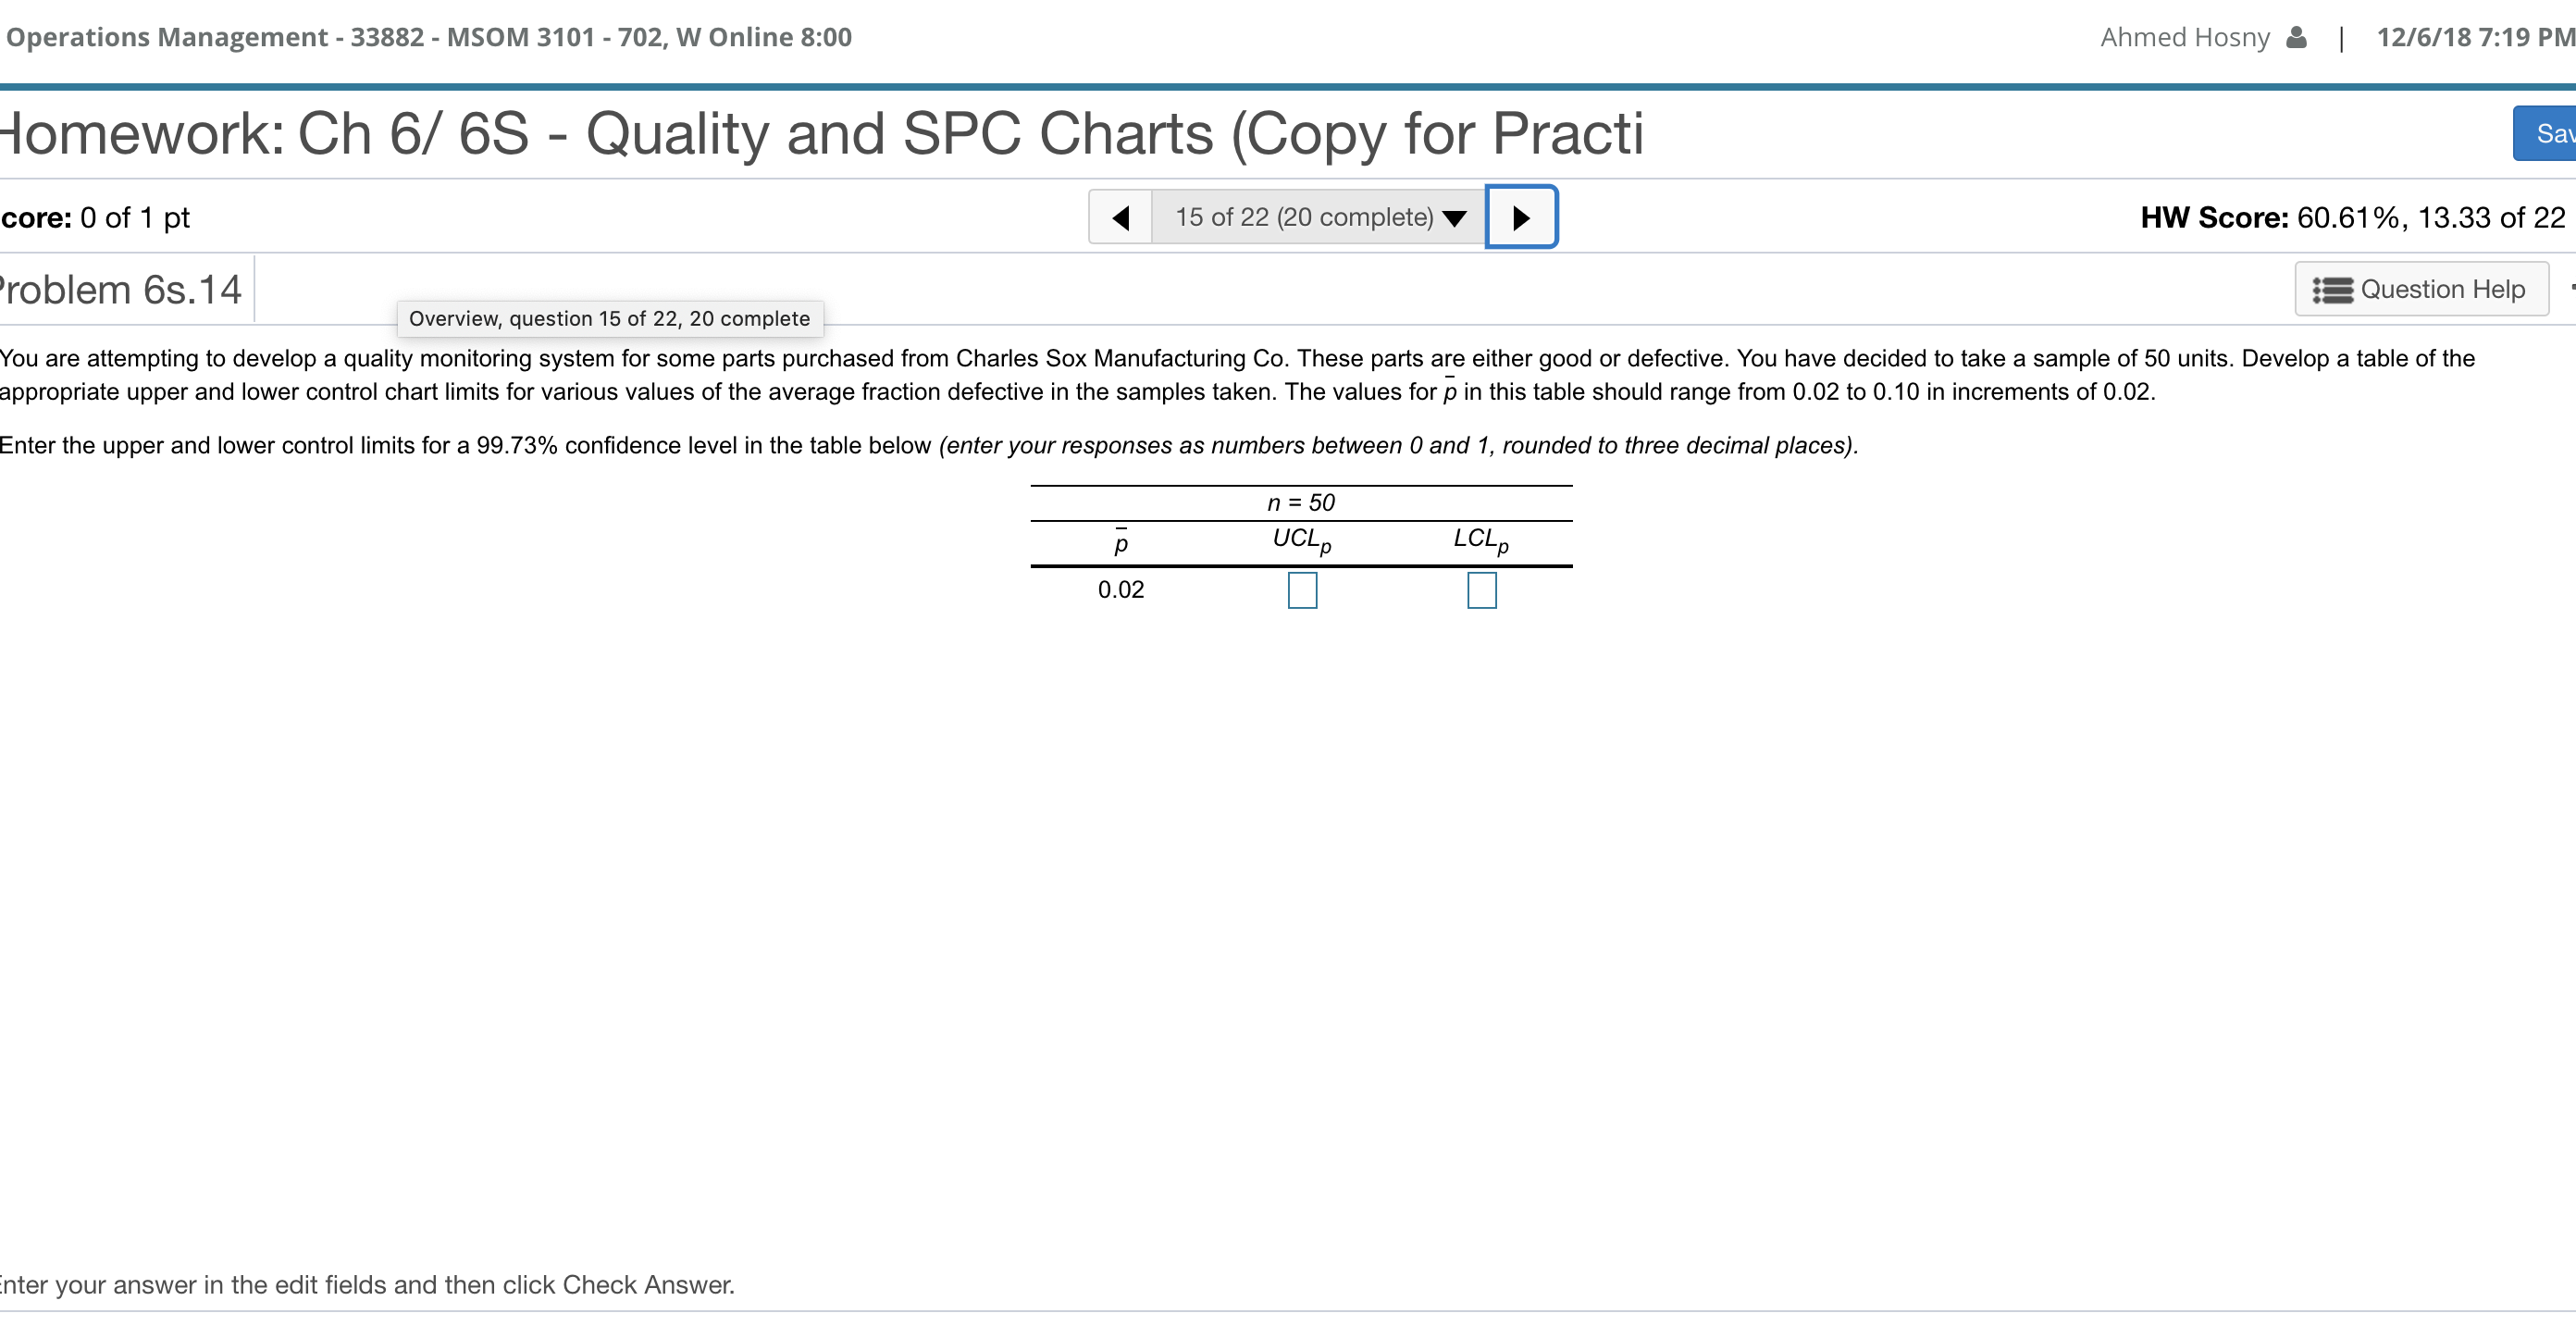 Operations Management - 33882 - MSOM 3101 - 702, W Online 8:00
Ahmed Hosny | 12/6/18 7:19 PM
Homework: Ch 6/ 6S - Quality and SPC Charts (Copy for Practi
Sav
core: 0 of 1 pt
15 of 22 (20 complete)
HW Score: 60.61%, 13.33 of 22
Problem 6s.14
Question Help
Overview, question 15 of 22, 20 complete
You are attempting to develop a quality monitoring system for some parts purchased from Charles Sox Manufacturing Co. These parts are either good or defective. You have decided to take a sample of 50 units. Develop a table of the
appropriate upper and lower control chart limits for various values of the average fraction defective in the samples taken. The values for p̅ in this table should range from 0.02 to 0.10 in increments of 0.02.
Enter the upper and lower control limits for a 99.73% confidence level in the table below (enter your responses as numbers between 0 and 1, rounded to three decimal places).
n = 50
p̅ UCLp LCLp
0.02
Enter your answer in the edit fields and then click Check Answer.